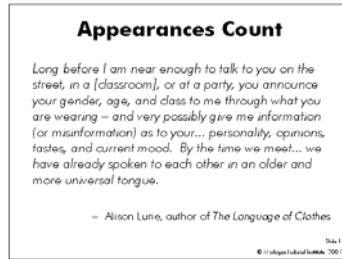 Appearances Count
Long before I am near enough to talk to you on the
street, in a [classroom], or at a party, you announce
your gender, age, and class to me through what you
are wearing – and very possibly give me information
(or misinformation) as to your... personality, opinions,
tastes, and current mood. By the time we meet... we
have already spoken to each other in an older and
more universal tongue.
– Alison Lurie, author of The Language of Clothes
Slide 1
©